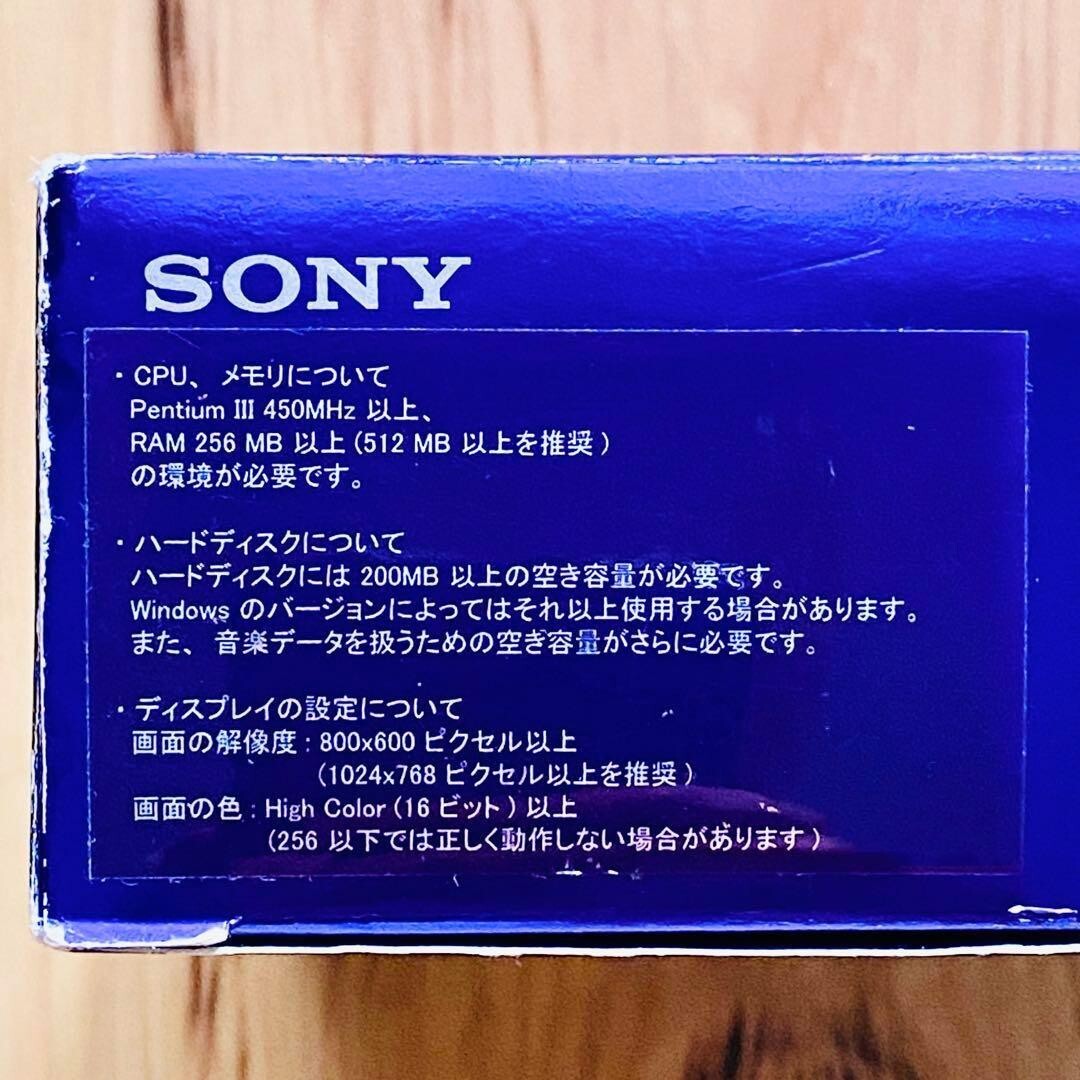 SONY
・CPU、メモリについて
Pentium III 450MHz 以上、
RAM 256 MB 以上 (512 MB 以上を推奨)
の環境が必要です。
・ハードディスクについて
ハードディスクには 200MB 以上の空き容量が必要です。
Windows のバージョンによってはそれ以上使用する場合があります。
また、音楽データを扱うための空き容量がさらに必要です。
・ディスプレイの設定について
画面の解像度 : 800x600 ピクセル以上
(1024x768 ピクセル以上を推奨)
画面の色 : High Color (16 ビット) 以上
(256 以下では正しく動作しない場合があります)